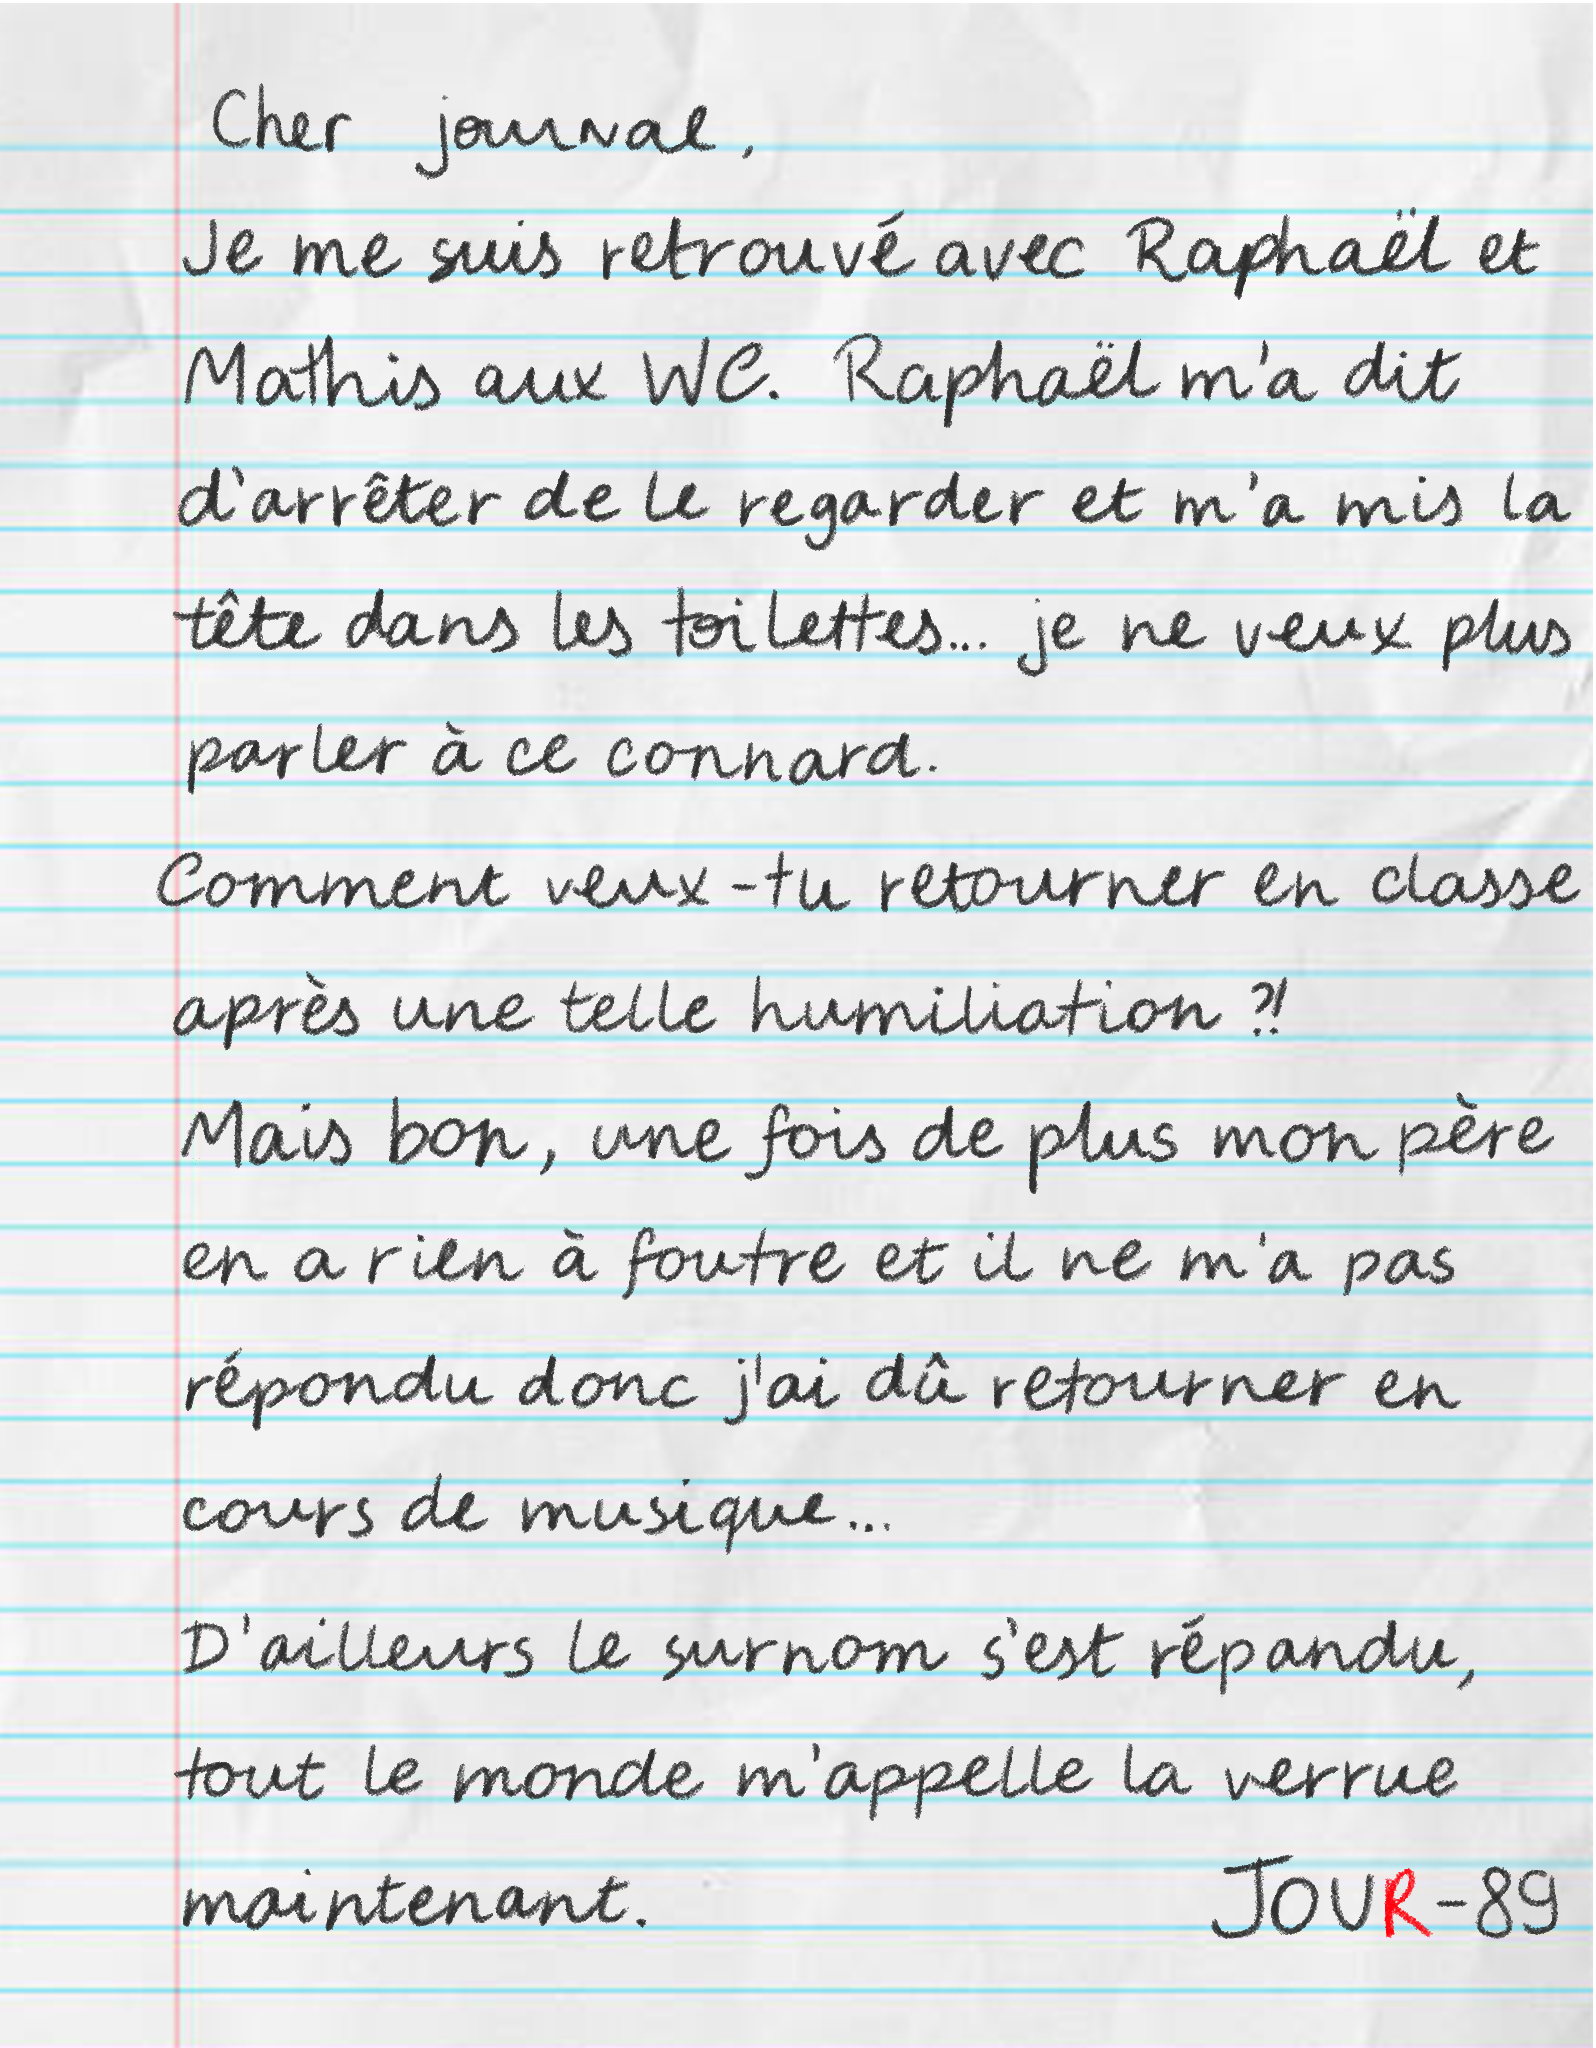 Cher journal,
Je me suis retrouvé avec Raphaël et
Mathis aux WC. Raphaël m'a dit
d'arrêter de le regarder et m'a mis la
tête dans les toilettes... je ne veux plus
parler à ce connard.
Comment veux-tu retourner en classe
après une telle humiliation ?!
Mais bon, une fois de plus mon père
en a rien à foutre et il ne m'a pas
répondu donc j'ai dû retourner en
cours de musique...
D'ailleurs le surnom s'est répandu,
tout le monde m'appelle la verrue
maintenant.
JOUR-89